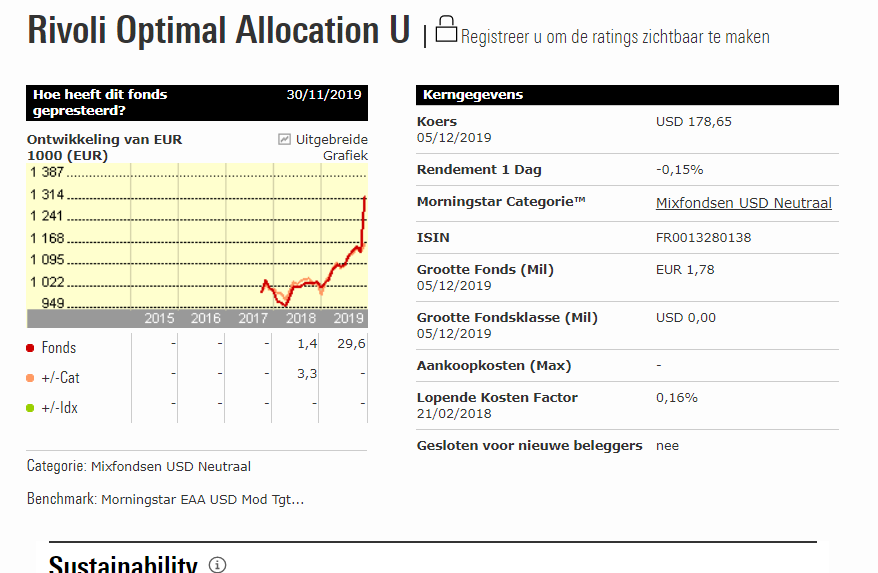 Rivoli Optimal Allocation U | Registreer u om de ratings zichtbaar te maken
Hoe heeft dit fonds gepresteerd? 30/11/2019
Ontwikkeling van EUR 1000 (EUR)
Uitgebreide Grafiek
1 387
1 314
1 241
1 168
1 095
1 022
949
2015 2016 2017 2018 2019
Fonds - - - 1,4 29,6
+/-Cat - - - 3,3 -
+/-Idx - - - - -
Categorie: Mixfondsen USD Neutraal
Benchmark: Morningstar EAA USD Mod Tgt...
Kerngegevens
Koers USD 178,65
05/12/2019
Rendement 1 Dag -0,15%
Morningstar Categorie™ Mixfondsen USD Neutraal
ISIN FR0013280138
Grootte Fonds (Mil) EUR 1,78
05/12/2019
Grootte Fondsklasse (Mil) USD 0,00
05/12/2019
Aankoopkosten (Max) -
Lopende Kosten Factor 0,16%
21/02/2018
Gesloten voor nieuwe beleggers nee
Sustainability